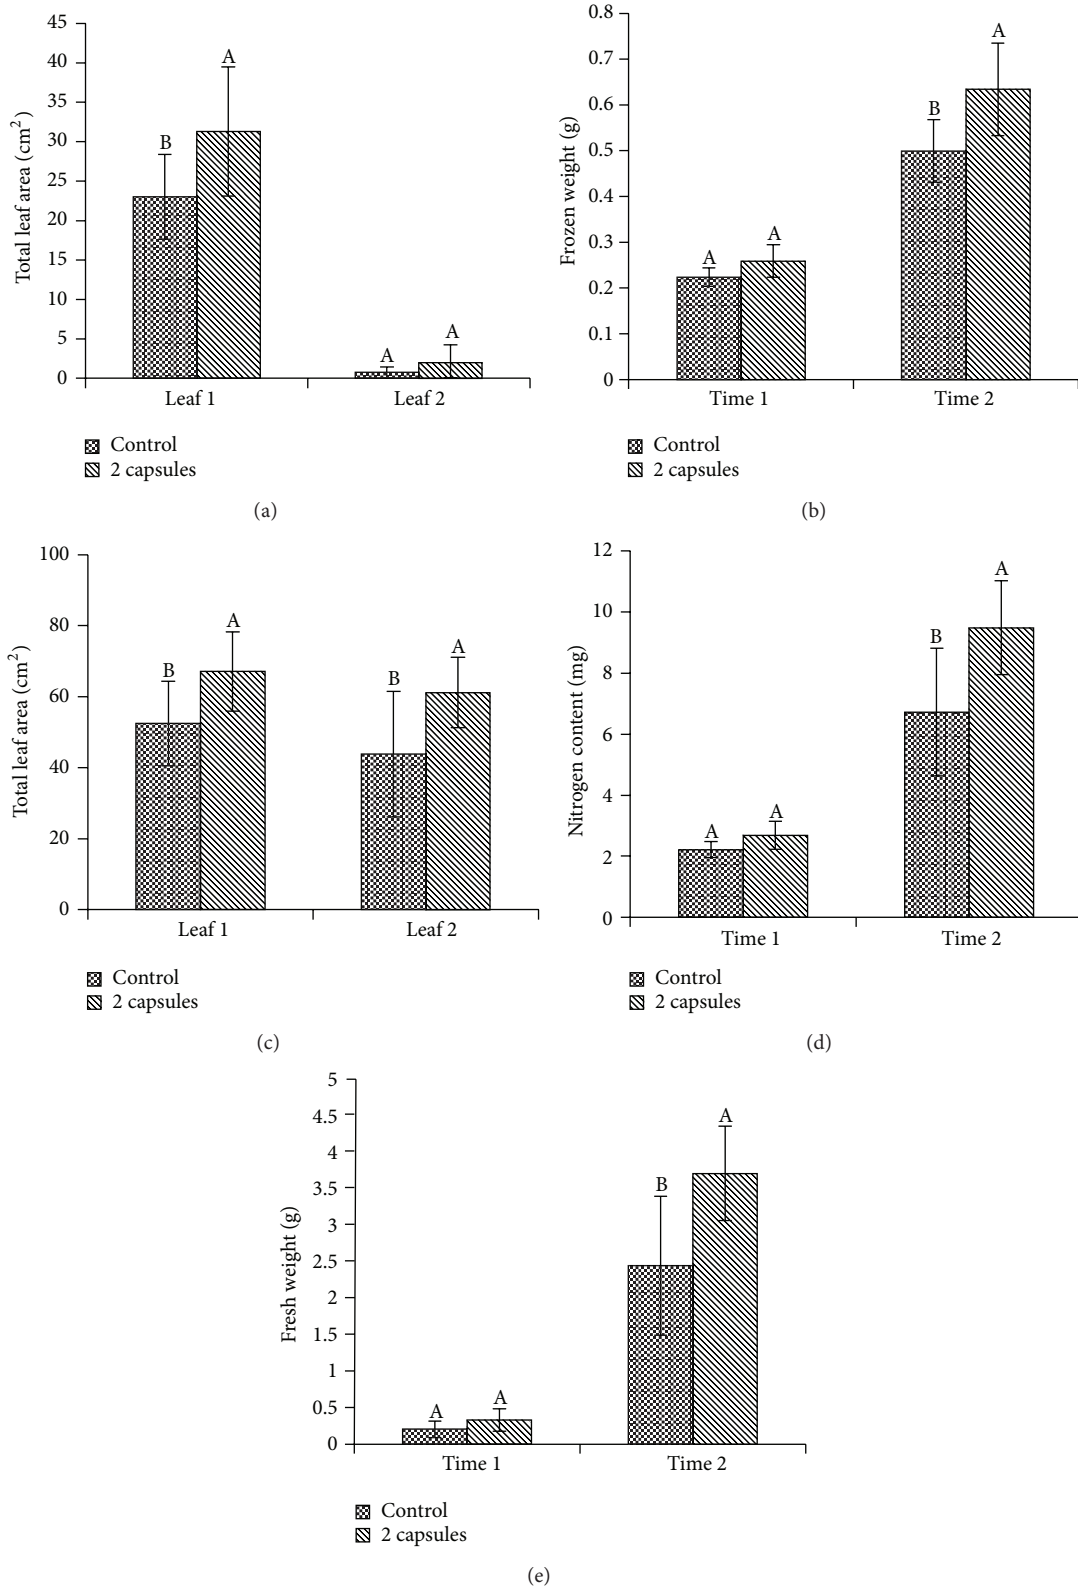 Total leaf area (cm²)
45
40
35
30
25
20
15
10
5
0
B
A
A
A
Leaf 1
Leaf 2
Control
2 capsules
(a)
Frozen weight (g)
0.8
0.7
0.6
0.5
0.4
0.3
0.2
0.1
0
A
A
B
A
Time 1
Time 2
Control
2 capsules
(b)
Total leaf area (cm²)
100
80
60
40
20
0
B
A
B
A
Leaf 1
Leaf 2
Control
2 capsules
(c)
Nitrogen content (mg)
12
10
8
6
4
2
0
A
A
B
A
Time 1
Time 2
Control
2 capsules
(d)
Fresh weight (g)
5
4.5
4
3.5
3
2.5
2
1.5
1
0.5
0
A
A
B
A
Time 1
Time 2
Control
2 capsules
(e)